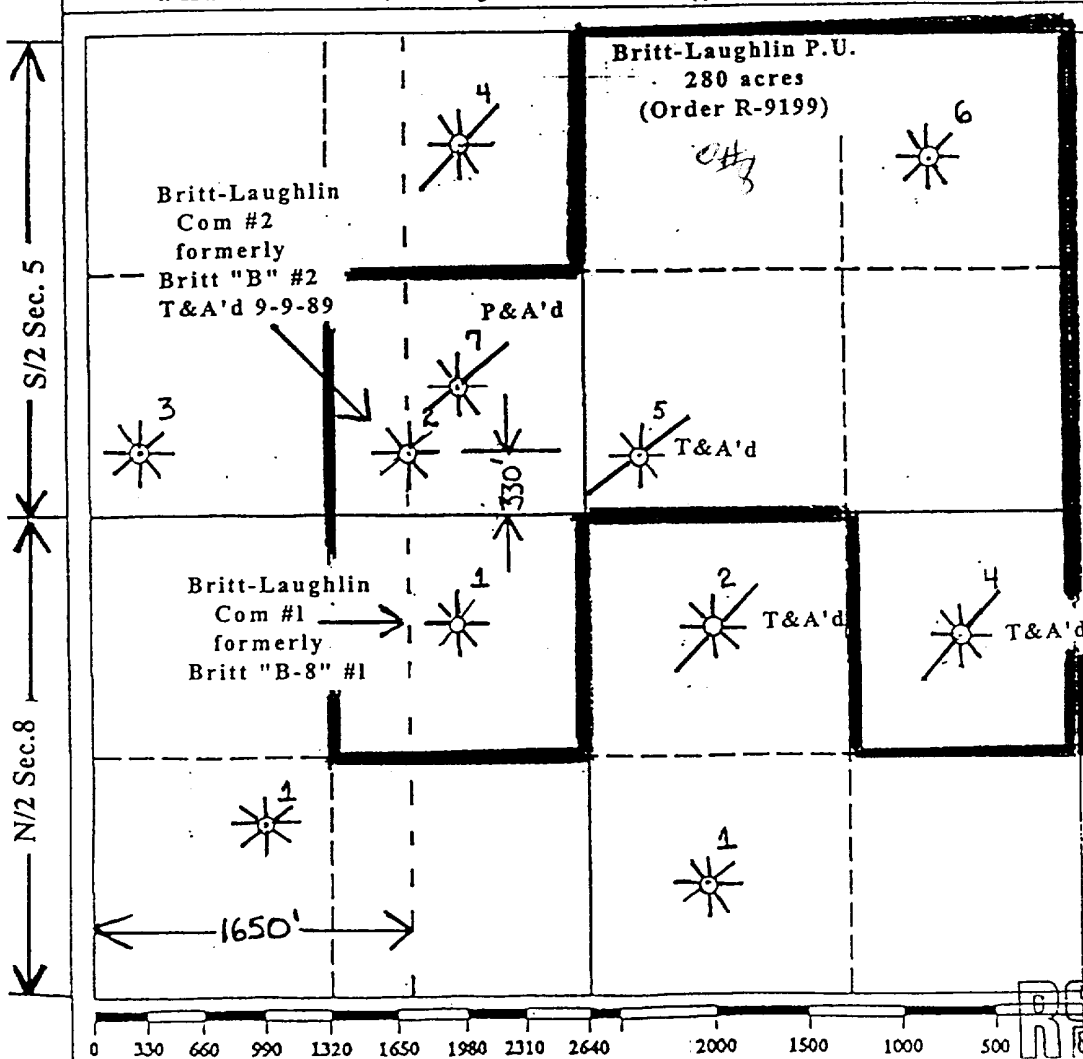 Britt-Laughlin P.U.
280 acres
(Order R-9199)
4
6
Britt-Laughlin
Com #2
formerly
Britt "B" #2
T&A'd 9-9-89
S/2 Sec. 5
P&A'd
7
3
2
5
T&A'd
330'
Britt-Laughlin
Com #1
formerly
Britt "B-8" #1
1
2
T&A'd
4
T&A'd
N/2 Sec.8
1
1
1650'
0 330 660 990 1320 1650 1980 2310 2640 2000 1500 1000 500